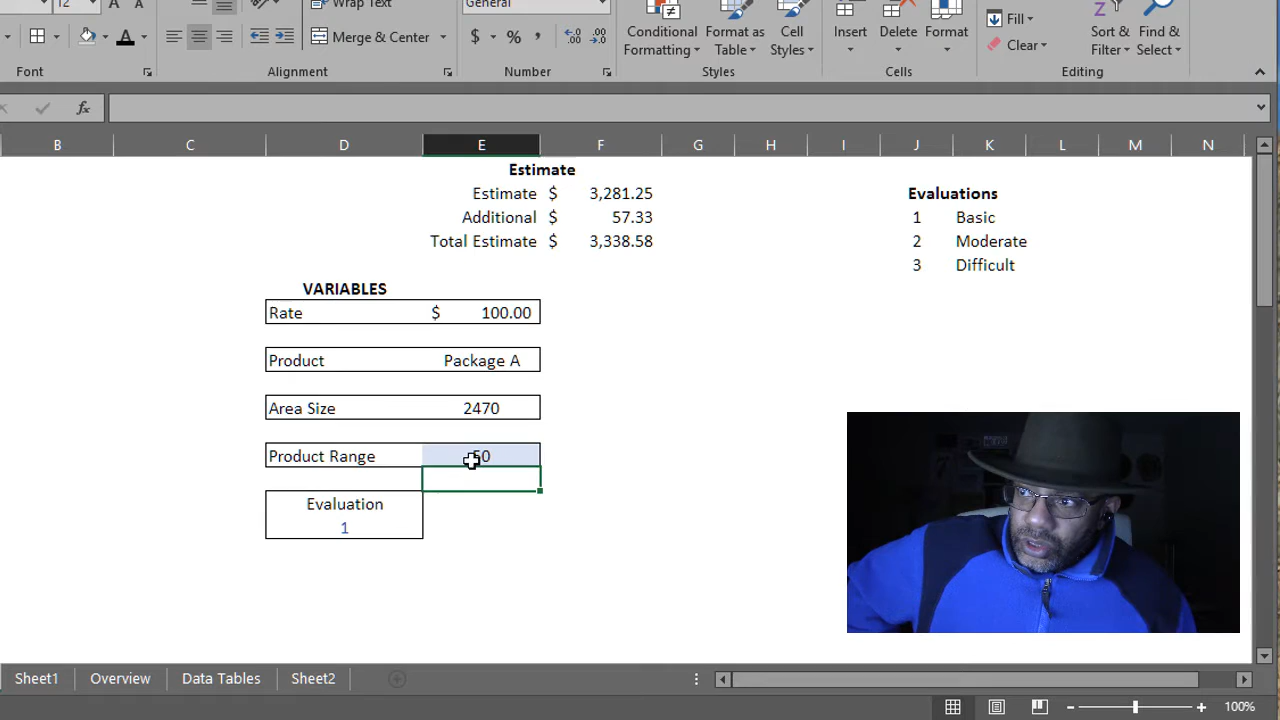 12 A A Wrap Text General
Merge & Center $ % , Conditional Formatting Format as Table Cell Styles Insert Delete Format Fill Clear Sort & Filter Find & Select
Font Alignment Number Styles Cells Editing
fx
B C D E F G H I J K L M N
Estimate
Estimate $ 3,281.25 Evaluations
Additional $ 57.33 1 Basic
Total Estimate $ 3,338.58 2 Moderate
3 Difficult
VARIABLES
Rate $ 100.00
Product Package A
Area Size 2470
Product Range 50
Evaluation
1
Sheet1 Overview Data Tables Sheet2
100%